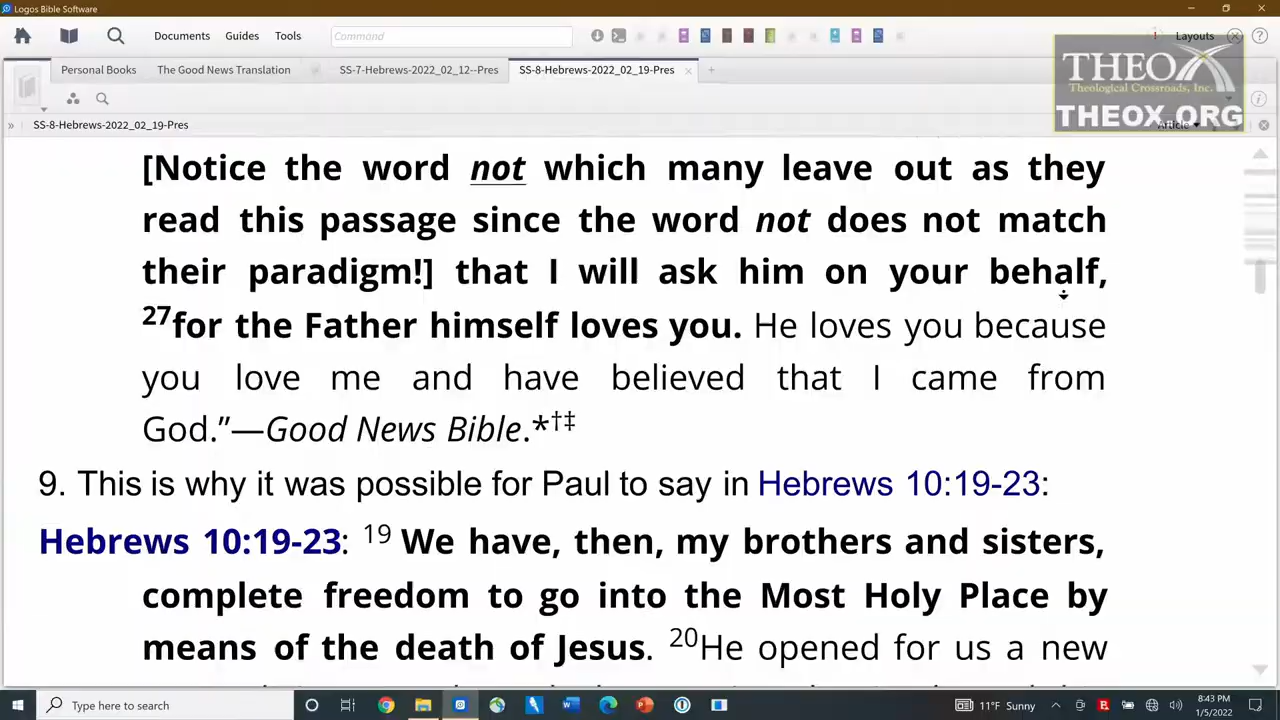 Logos Bible Software
Documents Guides Tools Command Layouts
Personal Books The Good News Translation SS-7-Hebrews-2022_02_12--Pres SS-8-Hebrews-2022_02_19-Pres
THEOX
Theological Crossroads, Inc.
THEOX.ORG
SS-8-Hebrews-2022_02_19-Pres Article
[Notice the word not which many leave out as they
read this passage since the word not does not match
their paradigm!] that I will ask him on your behalf,
27for the Father himself loves you. He loves you because
you love me and have believed that I came from
God.”—Good News Bible.*†‡
9. This is why it was possible for Paul to say in Hebrews 10:19-23:
Hebrews 10:19-23: 19 We have, then, my brothers and sisters,
complete freedom to go into the Most Holy Place by
means of the death of Jesus. 20He opened for us a new
Type here to search 11°F Sunny 8:43 PM
1/5/2022